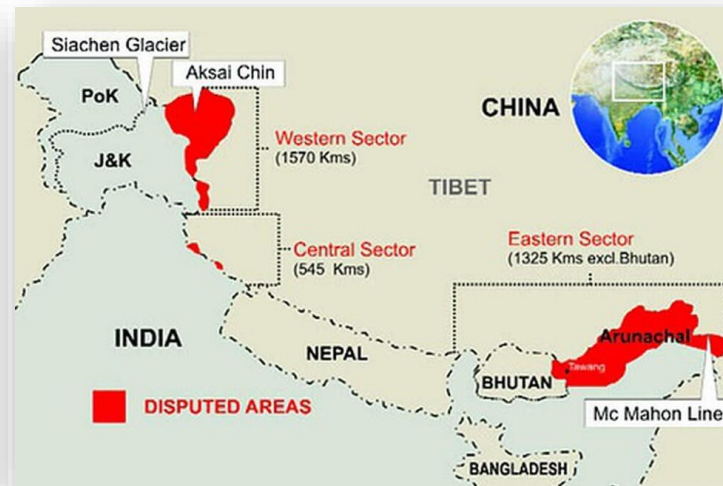 Siachen Glacier
Aksai Chin
PoK
J&K
Western Sector
(1570 Kms)
CHINA
TIBET
Central Sector
(545 Kms)
Eastern Sector
(1325 Kms excl.Bhutan)
INDIA
NEPAL
Arunachal
Tawang
BHUTAN
DISPUTED AREAS
Mc Mahon Line
BANGLADESH